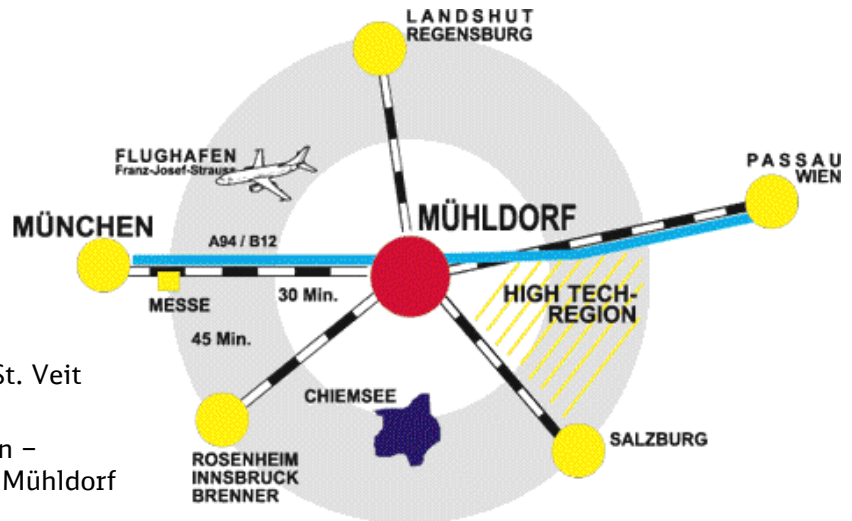 LANDSHUT
REGENSBURG
FLUGHAFEN
Franz-Josef-Strauss
PASSAU
WIEN
MÜNCHEN
MÜHLDORF
A94 / B12
MESSE
30 Min.
HIGH TECH-
REGION
45 Min.
St. Veit
CHIEMSEE
n –
Mühldorf
ROSENHEIM
INNSBRUCK
BRENNER
SALZBURG